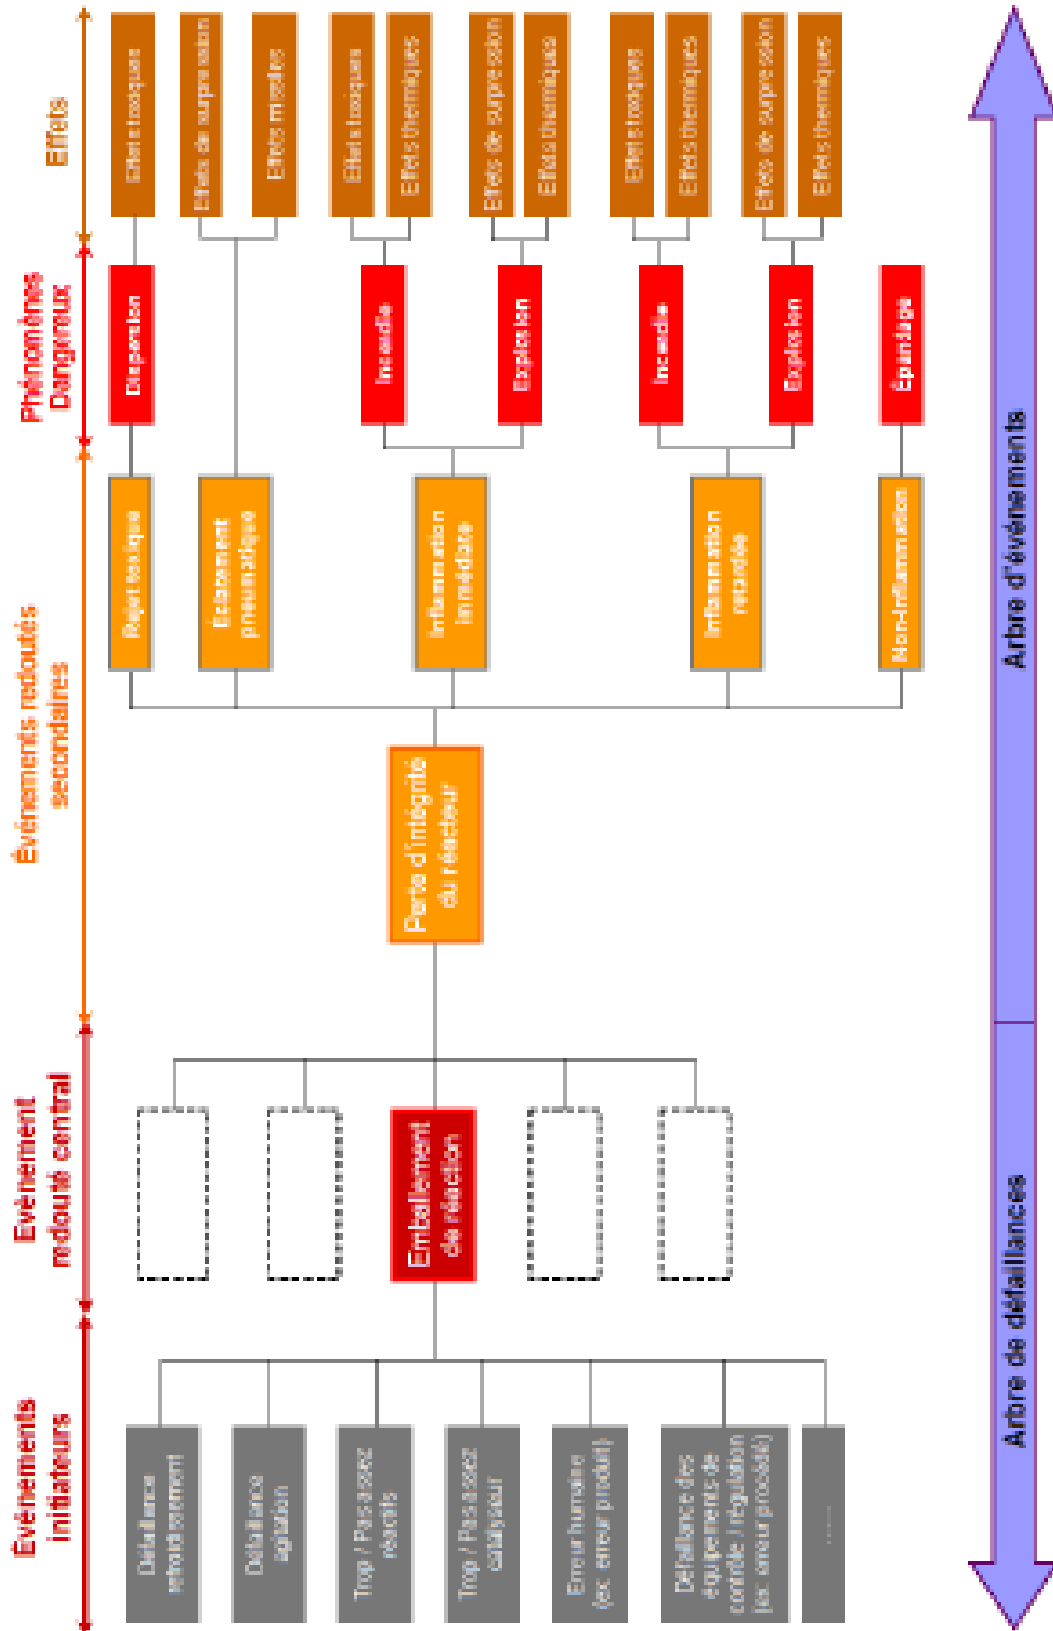 Événements
initiateurs
Evènement
redouté central
Événements redoutés
secondaires
Phénomènes
Dangereux
Effets
Défaillance
refroidissement
Défaillance
agitation
Trop / Pas assez
réactifs
Trop / Pas assez
catalyseur
Erreur humaine
(ex: erreur produit)
Défaillance des
équipements de
contrôle / régulation
(ex: erreur procédé)
......
Emballement
de réaction
Perte d'intégrité
du réacteur
Rejet toxique
Éclatement
pneumatique
Inflammation
immédiate
Inflammation
retardée
Non-inflammation
Dispersion
Incendie
Explosion
Incendie
Explosion
Épandage
Effets toxiques
Effets de surpression
Effets missiles
Effets toxiques
Effets thermiques
Effets de surpression
Effets thermiques
Effets toxiques
Effets thermiques
Effets de surpression
Effets thermiques
Arbre de défaillances
Arbre d'événements